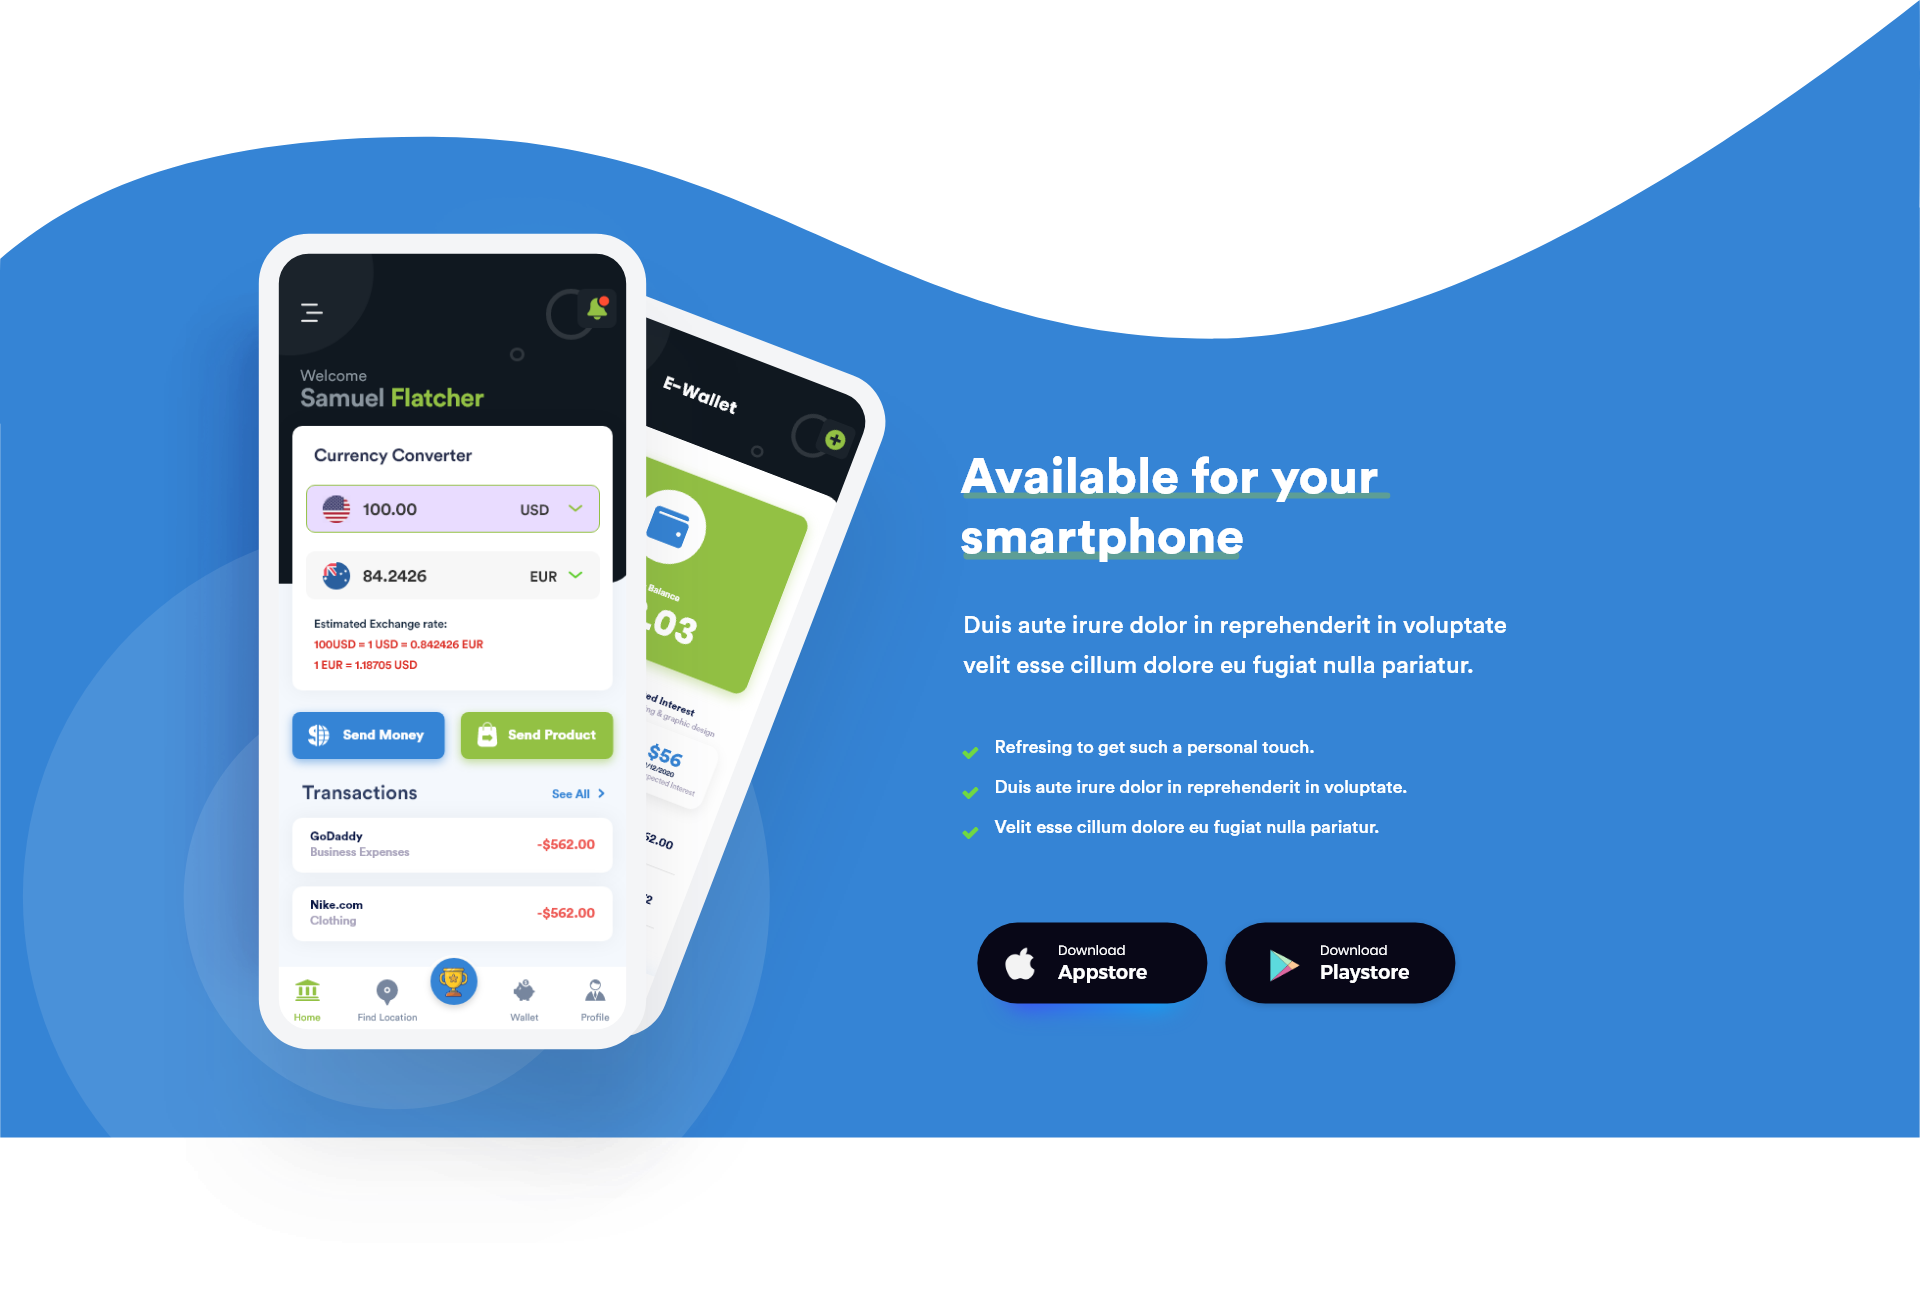 Welcome
Samuel Flatcher
Currency Converter
100.00 USD
84.2426 EUR
Estimated Exchange rate:
100USD = 1 USD = 0.842426 EUR
1 EUR = 1.18705 USD
Send Money
Send Product
Transactions
See All
GoDaddy
Business Expenses
-$562.00
Nike.com
Clothing
-$562.00
Home
Find Location
Wallet
Profile
E-Wallet
Balance
.03
Interest
& graphic design
$56
/12/2020
Interest
2.00
2
Available for your
smartphone
Duis aute irure dolor in reprehenderit in voluptate
velit esse cillum dolore eu fugiat nulla pariatur.
Refresing to get such a personal touch.
Duis aute irure dolor in reprehenderit in voluptate.
Velit esse cillum dolore eu fugiat nulla pariatur.
Download
Appstore
Download
Playstore